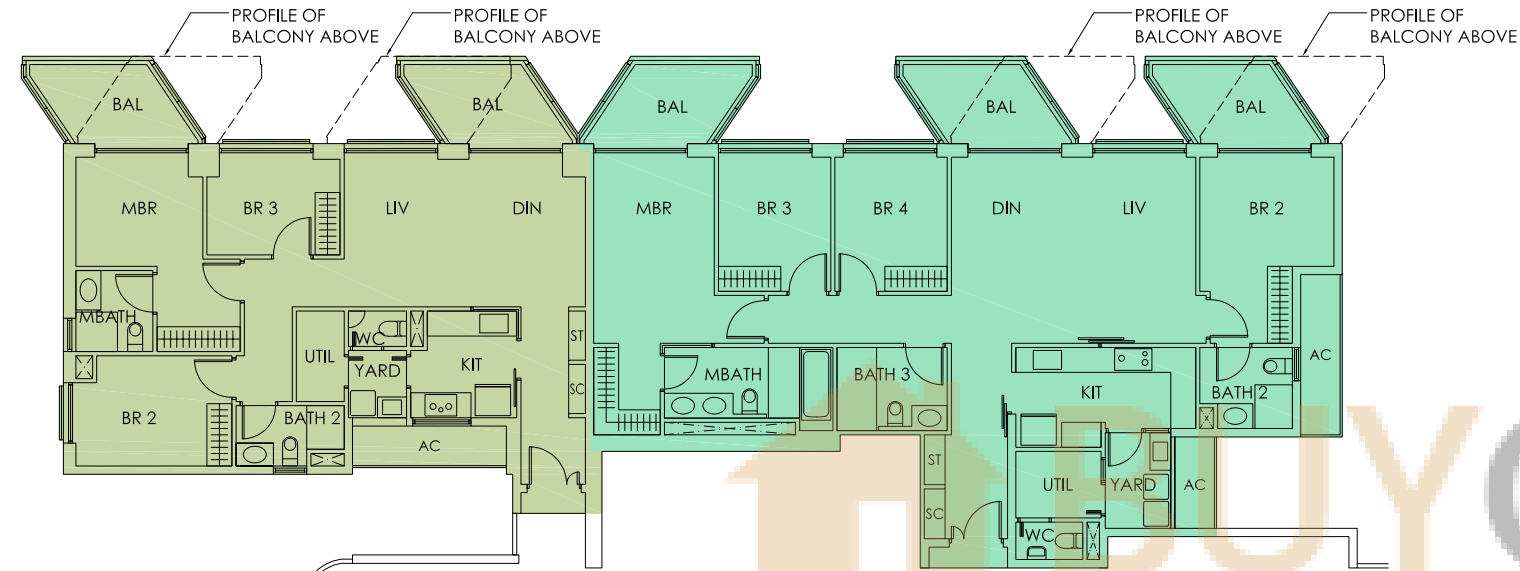 PROFILE OF
BALCONY ABOVE
PROFILE OF
BALCONY ABOVE
PROFILE OF
BALCONY ABOVE
PROFILE OF
BALCONY ABOVE
BAL
BAL
BAL
BAL
BAL
MBR
BR 3
LIV
DIN
MBR
BR 3
BR 4
DIN
LIV
BR 2
MBATH
WC
ST
UTIL
YARD
KIT
SC
BR 2
BATH 2
AC
MBATH
BATH 3
KIT
BATH 2
AC
ST
SC
UTIL
YARD
AC
WC
BUY